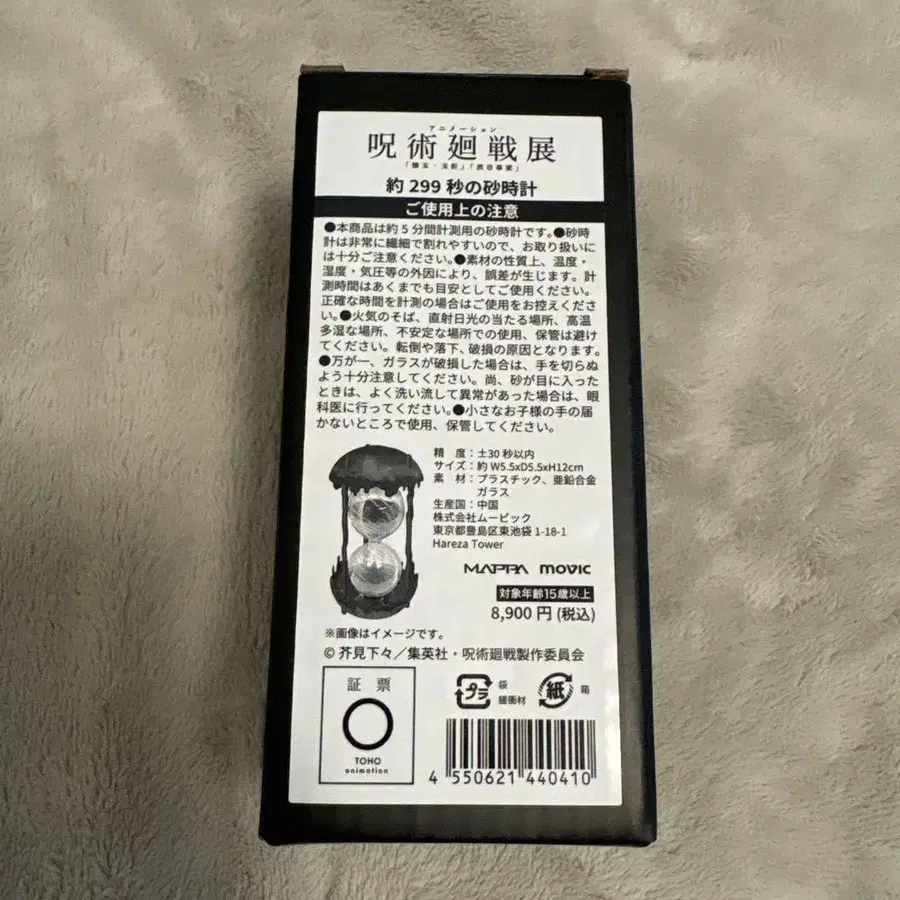 アニメーション
呪術廻戦展
「懐玉・玉折」「渋谷事変」
約 299 秒の砂時計
ご使用上の注意
●本商品は約５分間計測用の砂時計です。●砂時
計は非常に繊細で割れやすいので、お取り扱いに
は十分ご注意ください。●素材の性質上、温度・
湿度・気圧等の外因により、誤差が生じます。計
測時間はあくまでも目安としてご使用ください。
正確な時間を計測の場合はご使用をお控えくださ
い。●火気のそば、直射日光の当たる場所、高温
多湿な場所、不安定な場所での使用、保管は避け
てください。転倒や落下、破損の原因となります。
●万が一、ガラスが破損した場合は、手を切らぬ
よう十分注意してください。尚、砂が目に入った
ときは、よく洗い流して異常があった場合は、眼
科医に行ってください。●小さなお子様の手の届
かないところで使用、保管してください。
精　度：±30 秒以内
サイズ：約 W5.5xD5.5xH12cm
素　材：プラスチック、亜鉛合金
ガラス
生産国：中国
株式会社ムービック
東京都豊島区東池袋 1-18-1
Hareza Tower
MAPPA movic
対象年齢15歳以上
8,900 円 (税込)
※画像はイメージです。
© 芥見下々／集英社・呪術廻戦製作委員会
証 票
TOHO
animation
プラ 袋 緩衝材
紙 箱
4 550621 440410